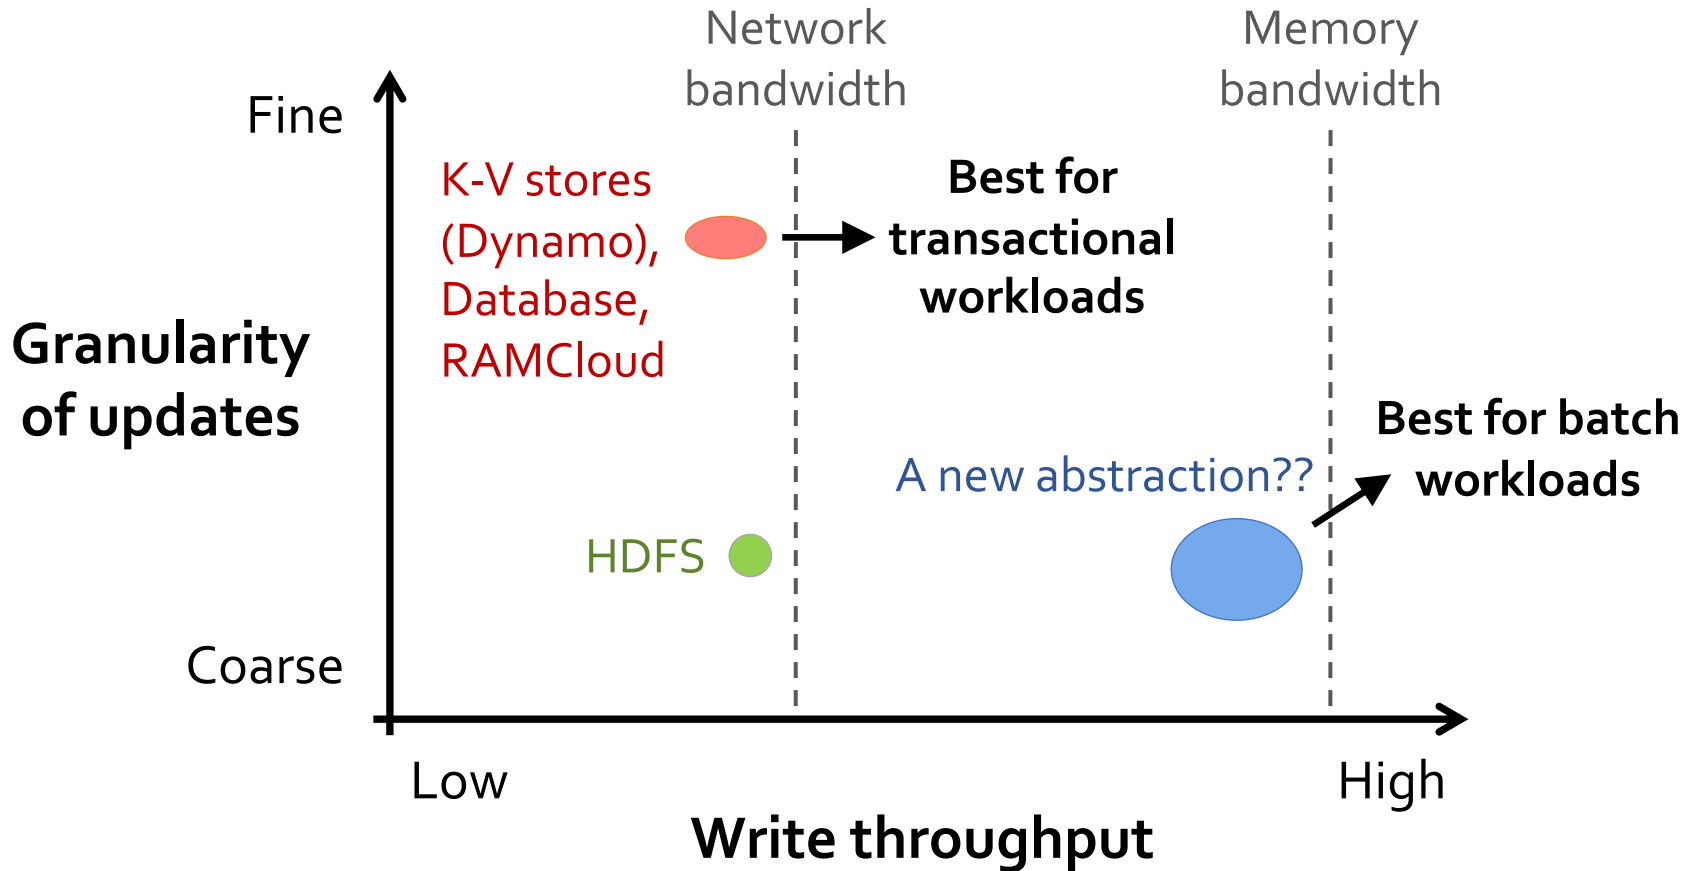 Network
bandwidth
Memory
bandwidth
Fine
K-V stores
(Dynamo),
Database,
RAMCloud
Best for
transactional
workloads
Granularity
of updates
Best for batch
workloads
A new abstraction??
HDFS
Coarse
Low
High
Write throughput